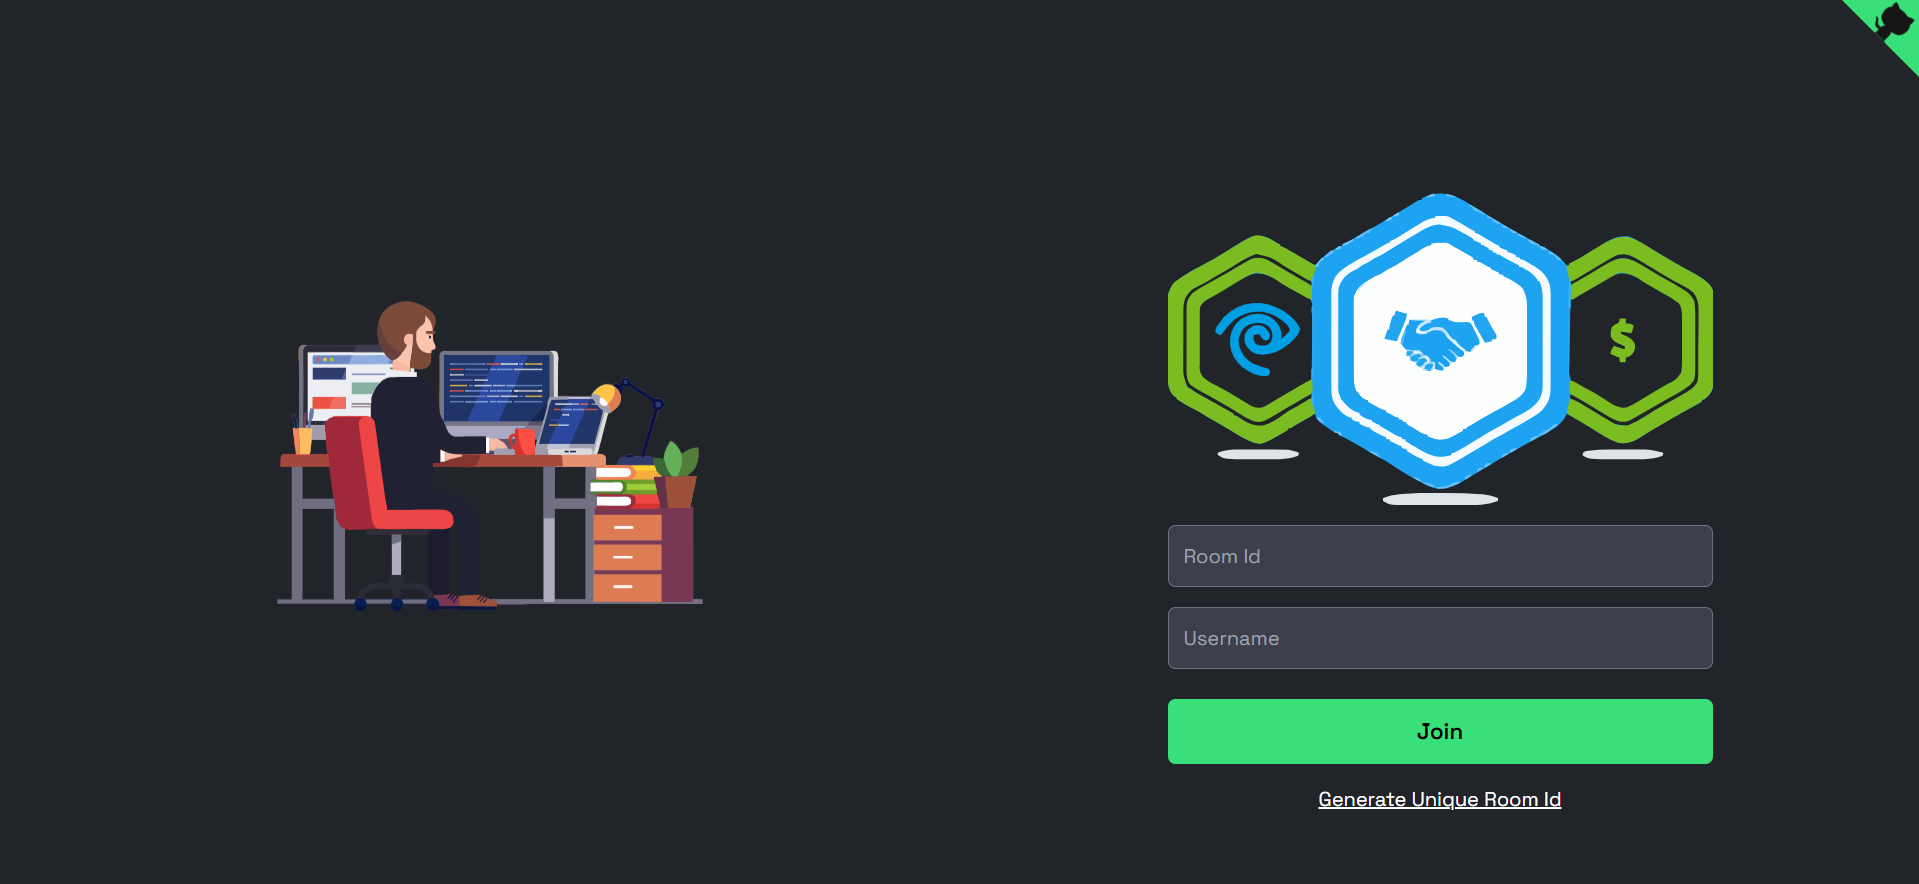 $
Room Id
Username
Join
Generate Unique Room Id